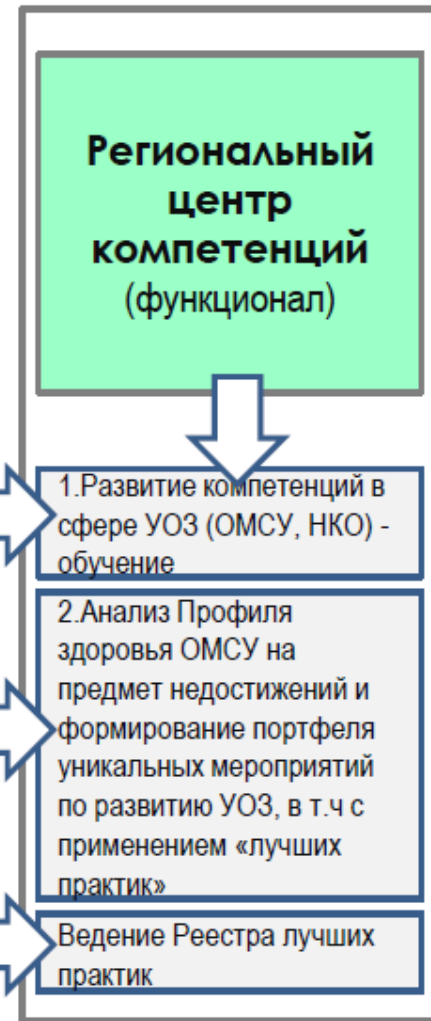 Региональный
центр
компетенций
(функционал)
1.Развитие компетенций в
сфере УОЗ (ОМСУ, НКО) -
обучение
2.Анализ Профиля
здоровья ОМСУ на
предмет недостижений и
формирование портфеля
уникальных мероприятий
по развитию УОЗ, в т.ч с
применением «лучших
практик»
Ведение Реестра лучших
практик